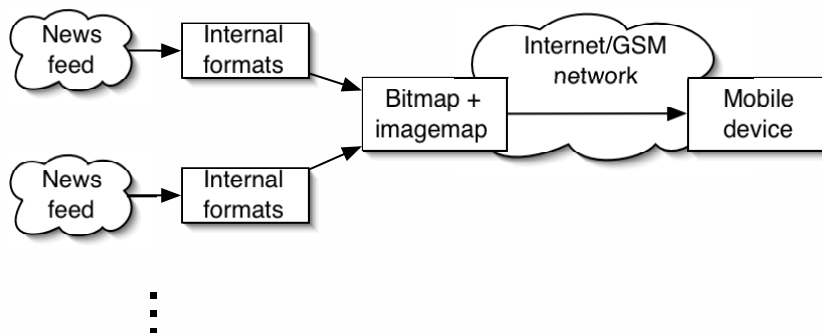 News
feed
Internal
formats
Internet/GSM
network
Bitmap +
imagemap
Mobile
device
News
feed
Internal
formats